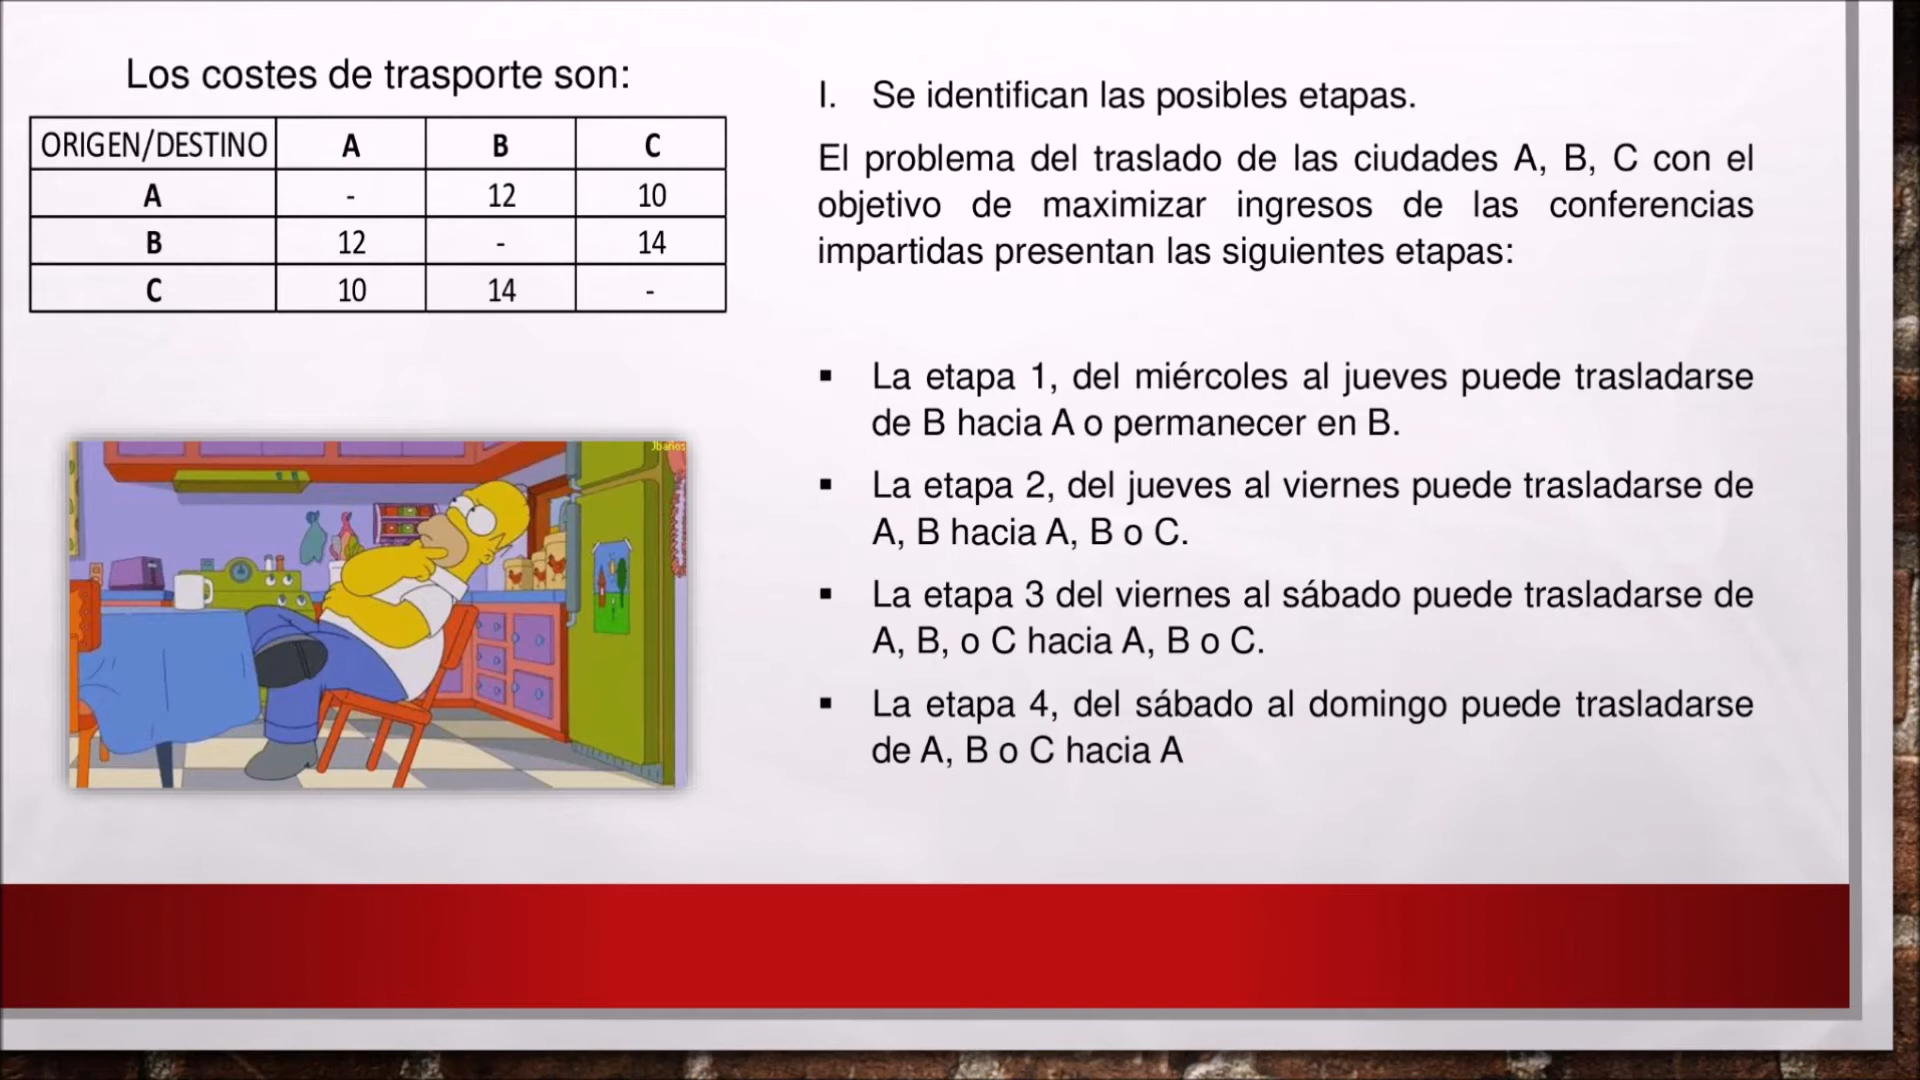 Los costes de trasporte son:
ORIGEN/DESTINO A B C
A - 12 10
B 12 - 14
C 10 14 -
Jbaños
I. Se identifican las posibles etapas.
El problema del traslado de las ciudades A, B, C con el
objetivo de maximizar ingresos de las conferencias
impartidas presentan las siguientes etapas:
▪ La etapa 1, del miércoles al jueves puede trasladarse
de B hacia A o permanecer en B.
▪ La etapa 2, del jueves al viernes puede trasladarse de
A, B hacia A, B o C.
▪ La etapa 3 del viernes al sábado puede trasladarse de
A, B, o C hacia A, B o C.
▪ La etapa 4, del sábado al domingo puede trasladarse
de A, B o C hacia A